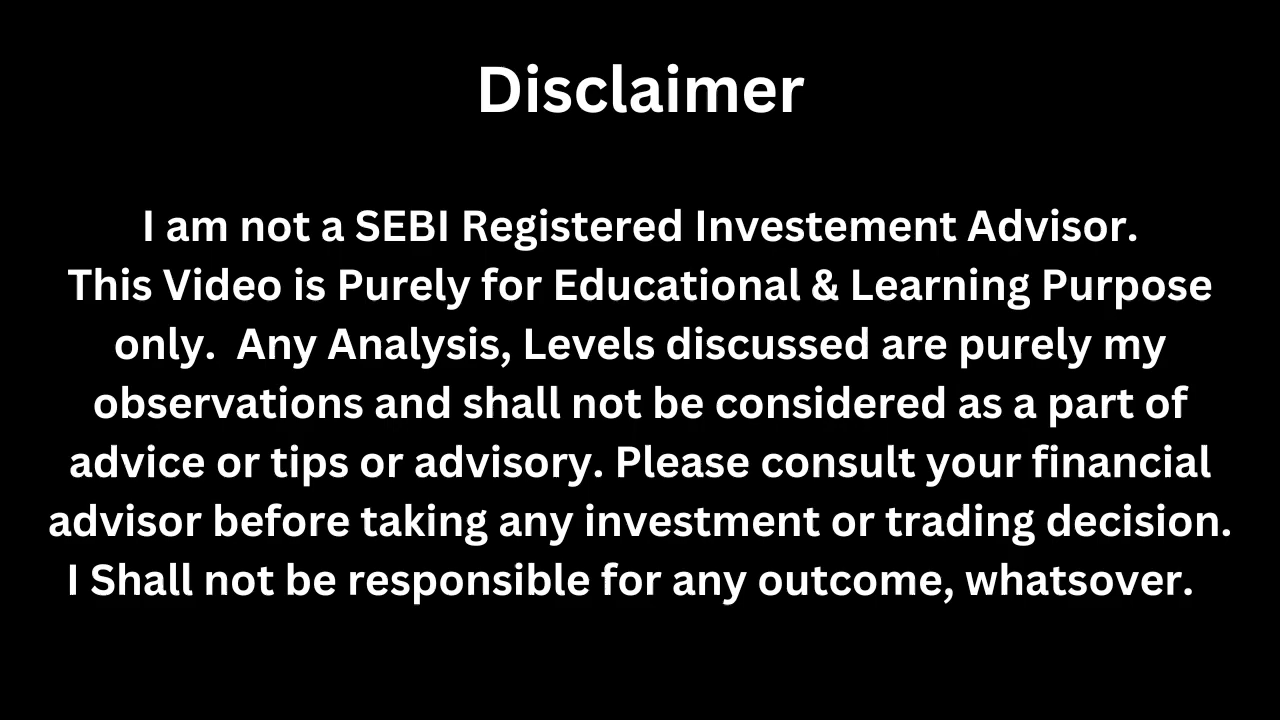 Disclaimer
I am not a SEBI Registered Investement Advisor.
This Video is Purely for Educational & Learning Purpose
only.  Any Analysis, Levels discussed are purely my
observations and shall not be considered as a part of
advice or tips or advisory. Please consult your financial
advisor before taking any investment or trading decision.
I Shall not be responsible for any outcome, whatsover.